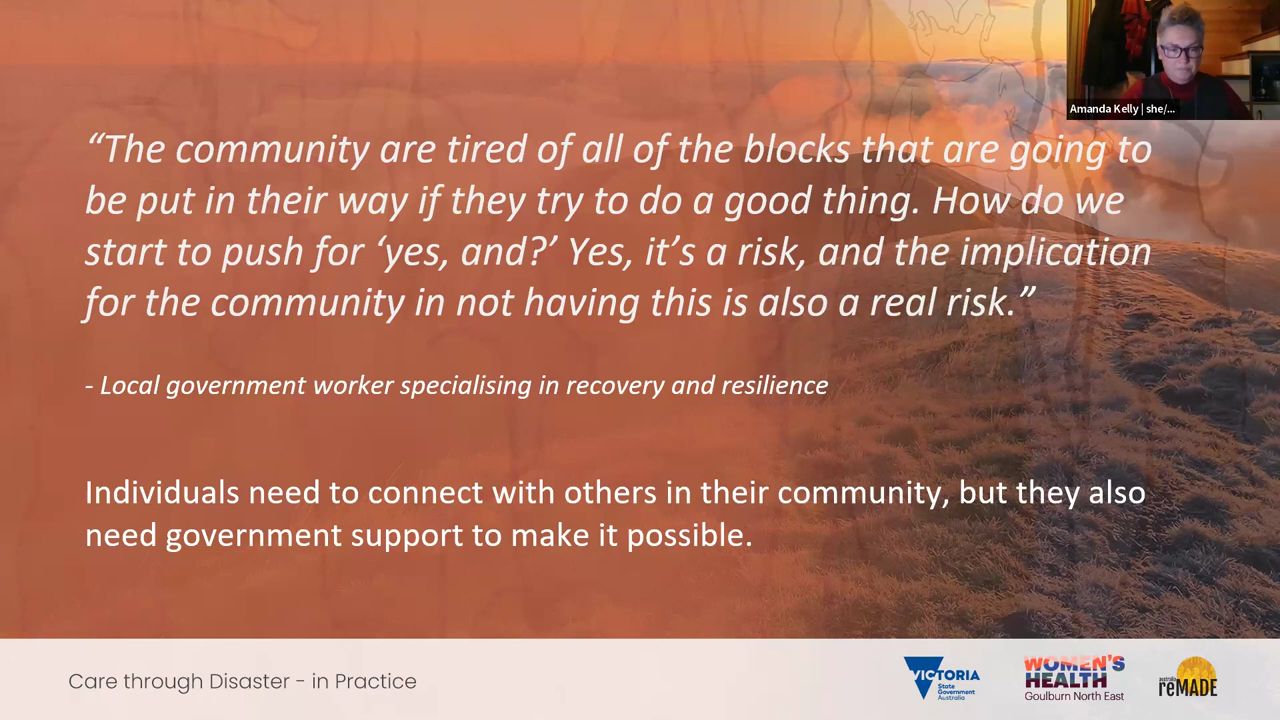 Amanda Kelly | she/...
“The community are tired of all of the blocks that are going to
be put in their way if they try to do a good thing. How do we
start to push for ‘yes, and?’ Yes, it’s a risk, and the implication
for the community in not having this is also a real risk.”
- Local government worker specialising in recovery and resilience
Individuals need to connect with others in their community, but they also
need government support to make it possible.
Care through Disaster - in Practice
VICTORIA
State
Government
Australia
WOMEN'S
HEALTH
Goulburn North East
australia
reMADE